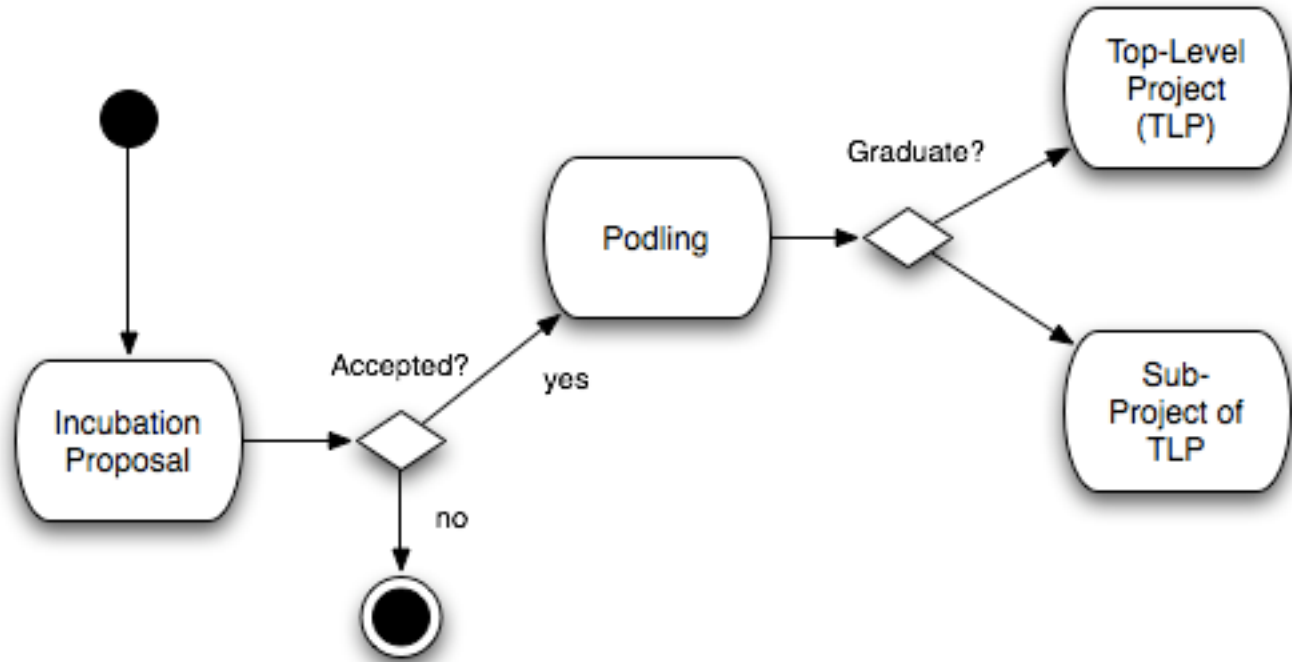 Top-Level
Project
(TLP)
Graduate?
Podling
Accepted?
yes
Incubation
Proposal
no
Sub-
Project of
TLP